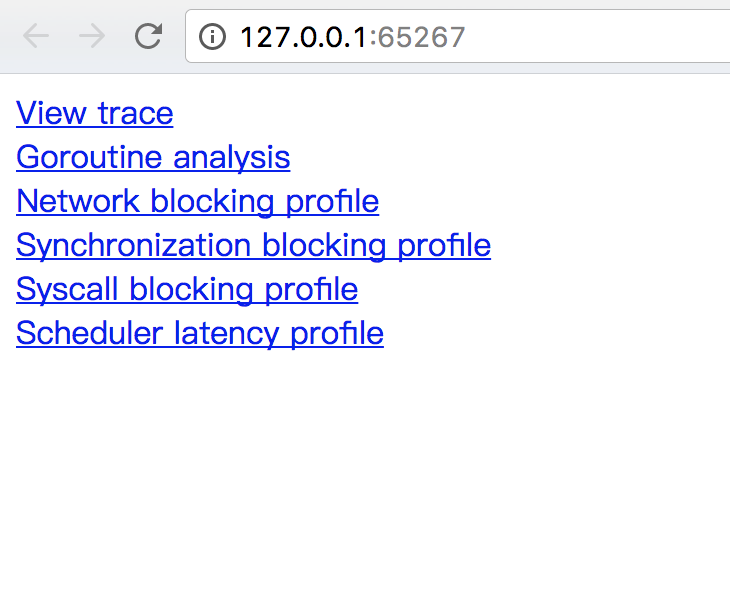 127.0.0.1:65267
View trace
Goroutine analysis
Network blocking profile
Synchronization blocking profile
Syscall blocking profile
Scheduler latency profile